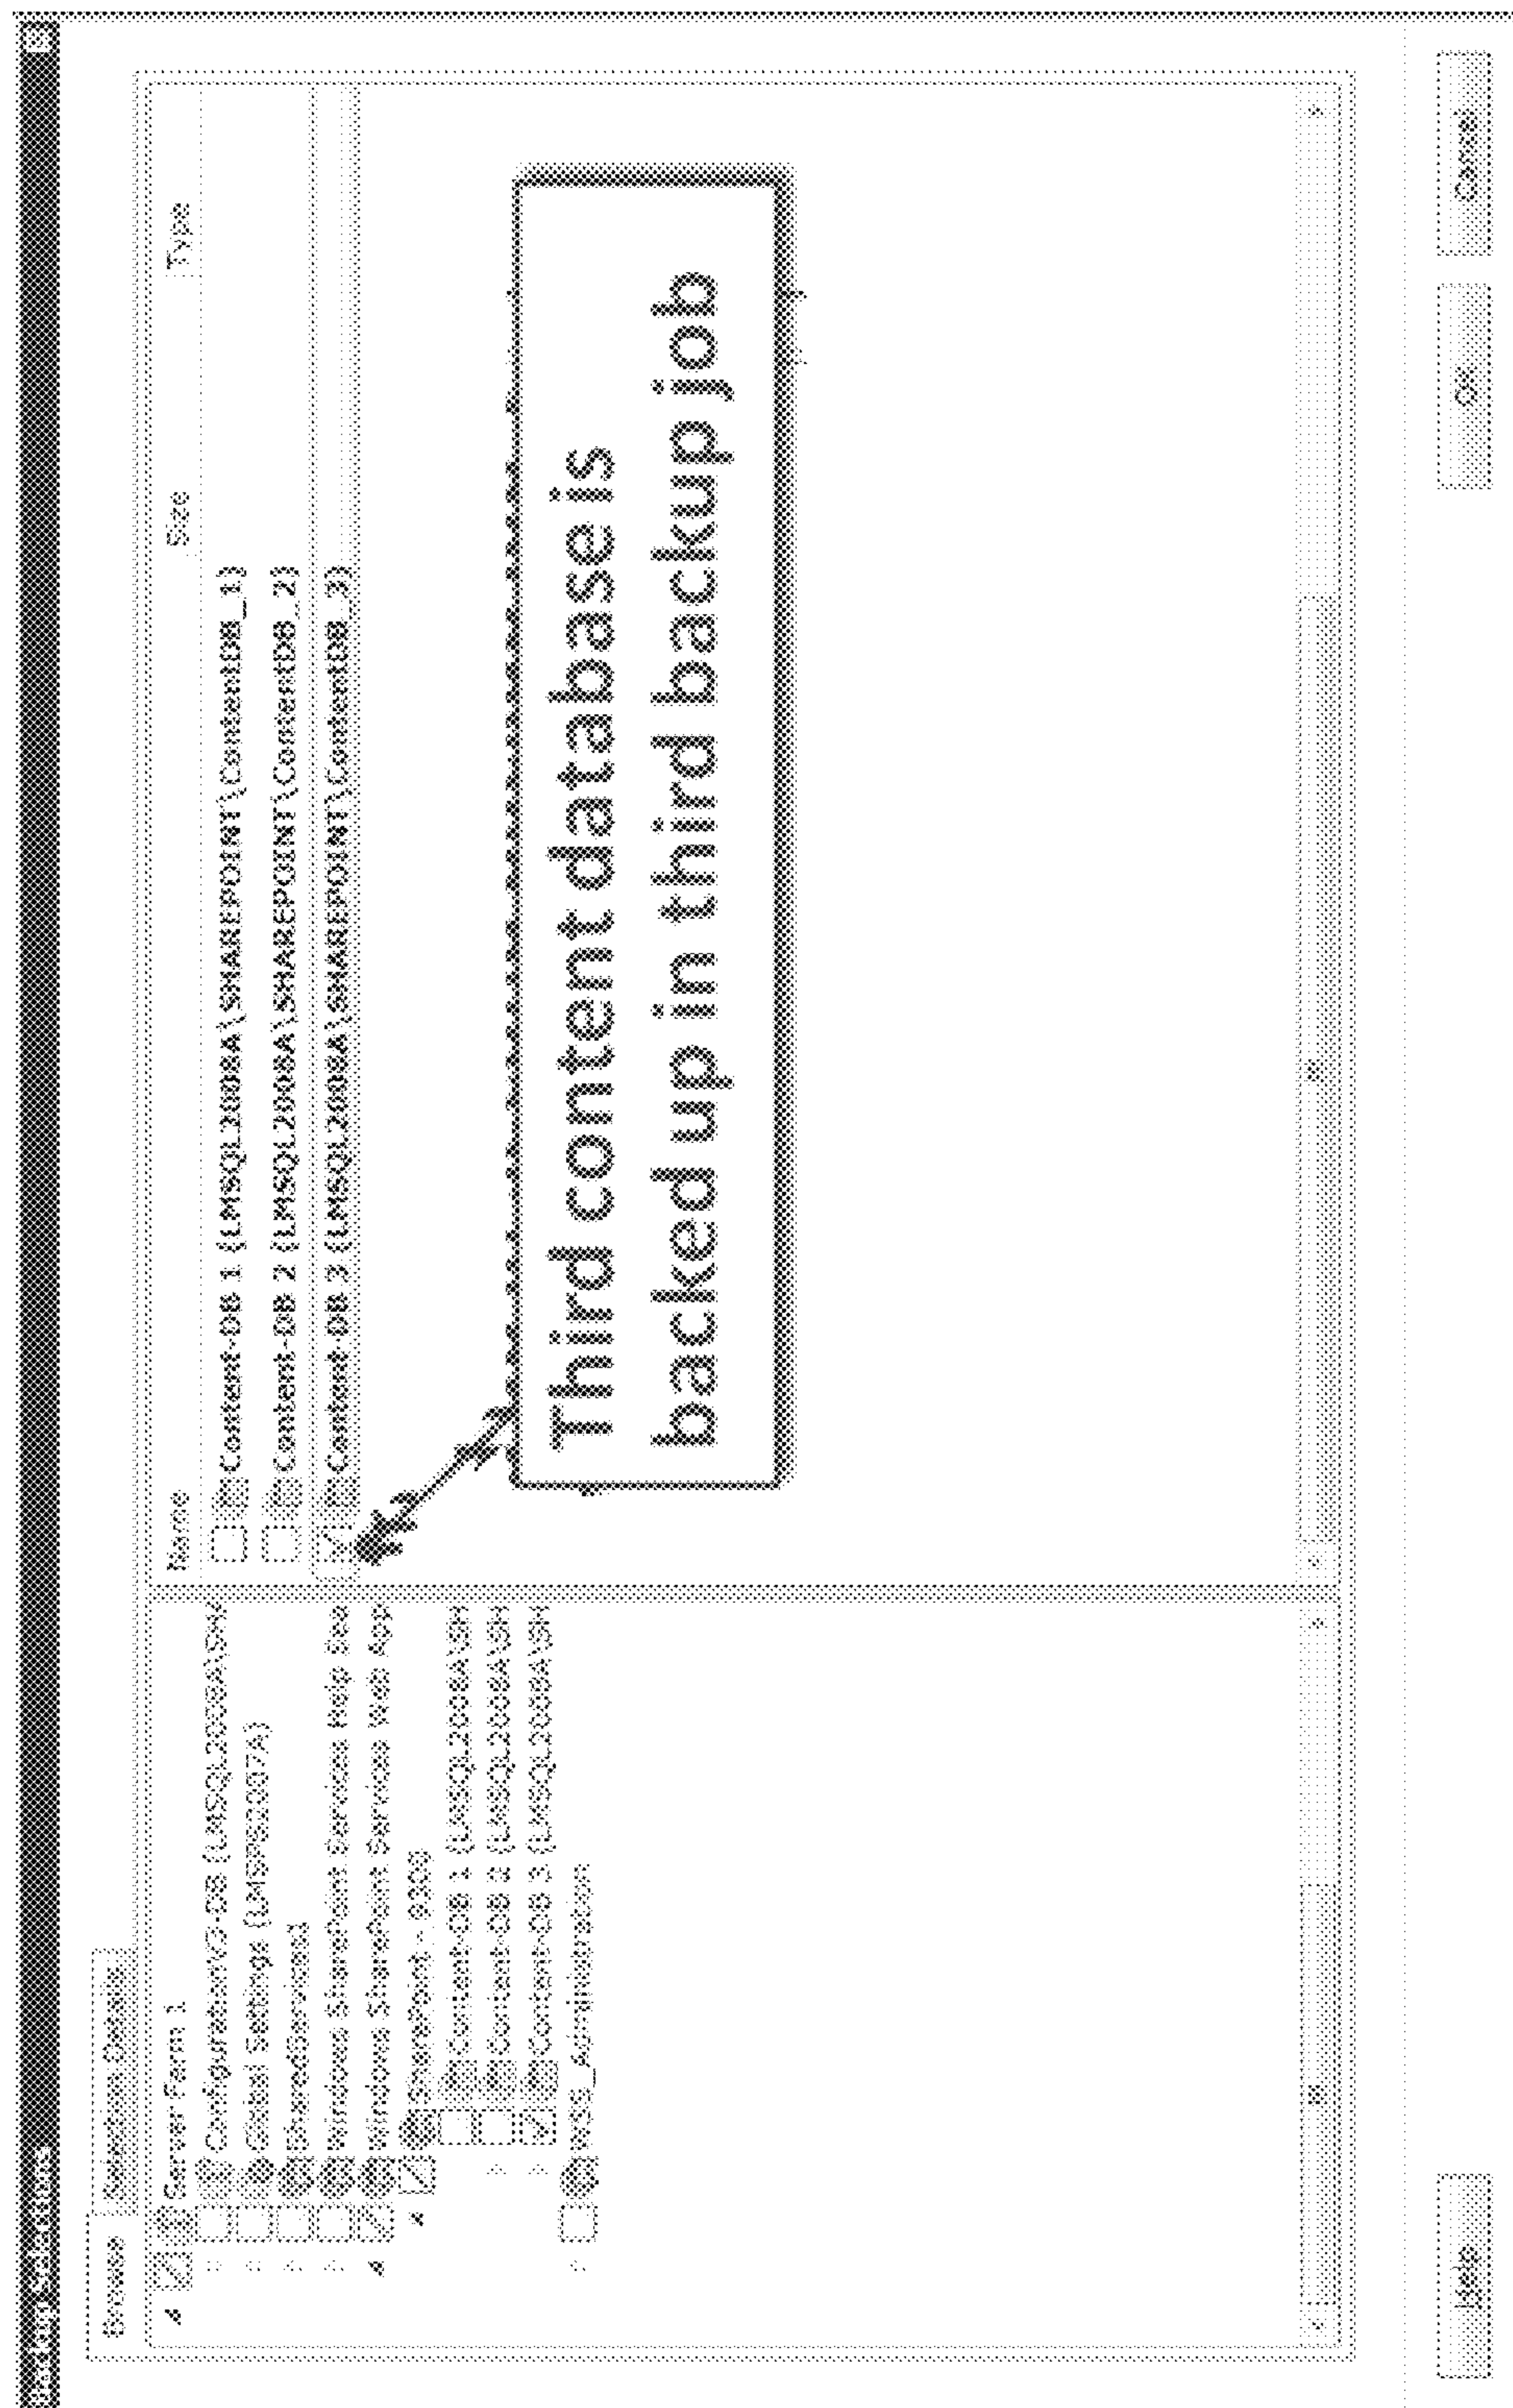 Backup Selections
Browse
Selection Details
Server Farm 1
ConfigurationV3-DB (LMSQL2008A\SHA
Global Settings (LMSPS2007A)
SharedServices1
Windows SharePoint Services Help Sea
Windows SharePoint Services Web App
SharePoint - 0200
Content-DB 1 (LMSQL2008A\SH
Content-DB 2 (LMSQL2008A\SH
Content-DB 3 (LMSQL2008A\SH
WSS_Administration
Name Size Type
Content-DB 1 (LMSQL2008A\SHAREPOINT\ContentDB_1)
Content-DB 2 (LMSQL2008A\SHAREPOINT\ContentDB_2)
Content-DB 3 (LMSQL2008A\SHAREPOINT\ContentDB_3)
Third content database is
backed up in third backup job
Help
OK
Cancel